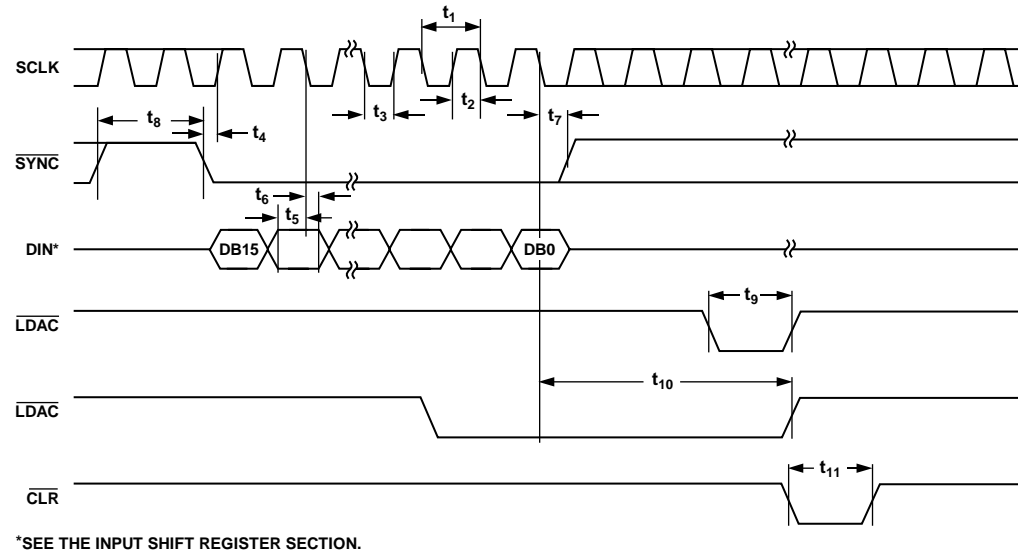 t1
SCLK
t3
t2
t8
t4
t7
SYNC
t6
t5
DIN*
DB15
DB0
t9
LDAC
t10
LDAC
t11
CLR
*SEE THE INPUT SHIFT REGISTER SECTION.